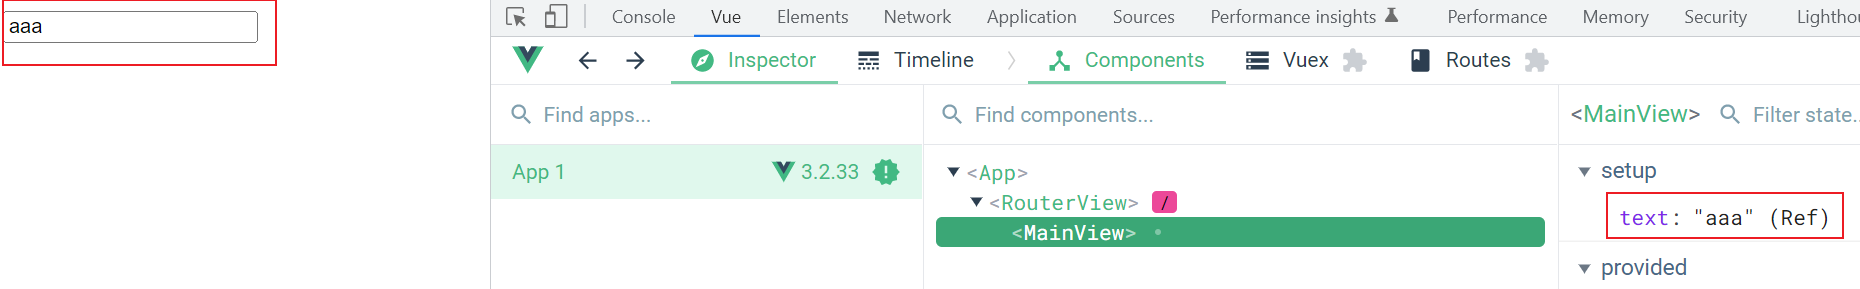 aaa
Console Vue Elements Network Application Sources Performance insights Performance Memory Security Lightho
Inspector Timeline Components Vuex Routes
Find apps... Find components... <MainView> Filter state..
App 1 3.2.33
<App>
<RouterView> /
<MainView>
setup
text: "aaa" (Ref)
provided